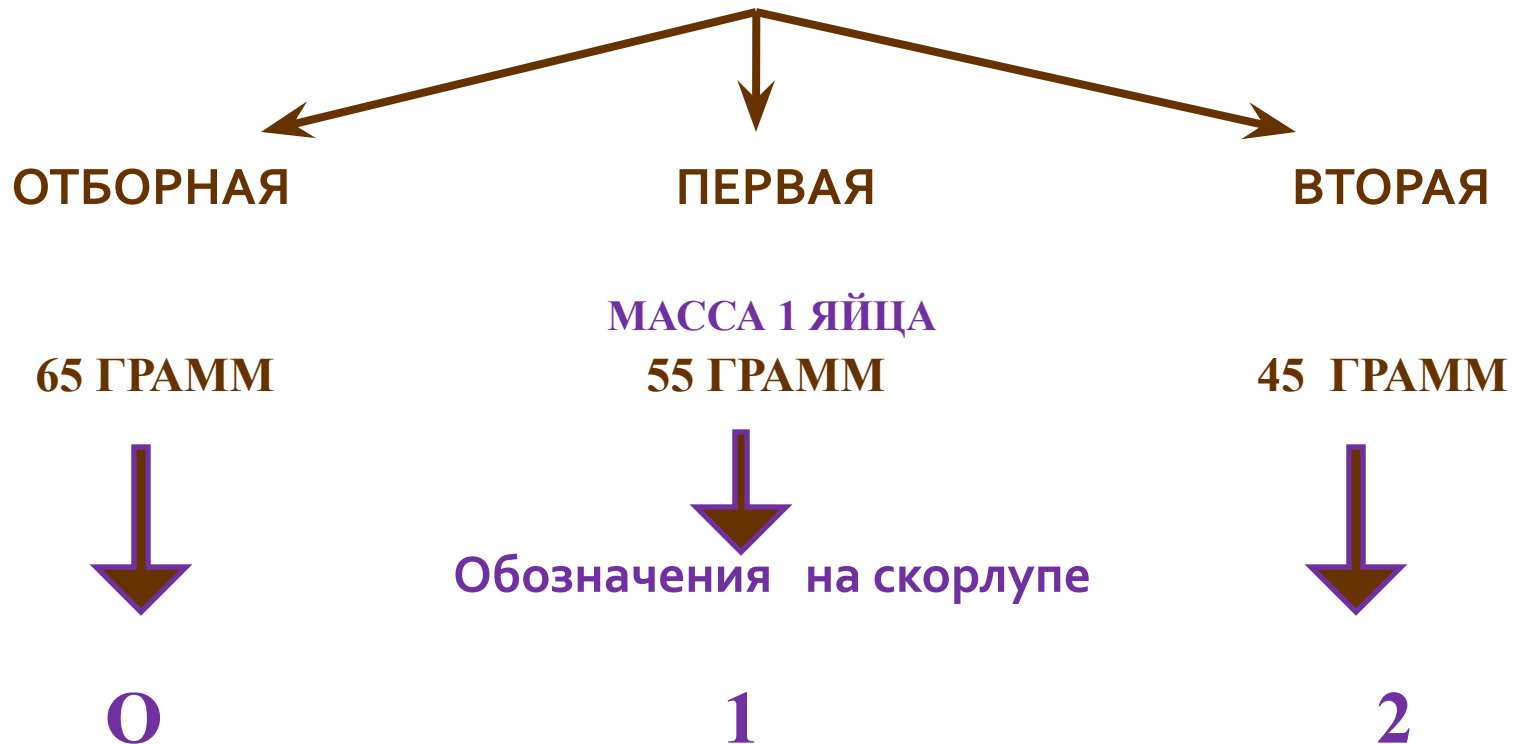 ОТБОРНАЯ ПЕРВАЯ ВТОРАЯ
МАССА 1 ЯЙЦА
65 ГРАММ 55 ГРАММ 45 ГРАММ
Обозначения на скорлупе
О 1 2